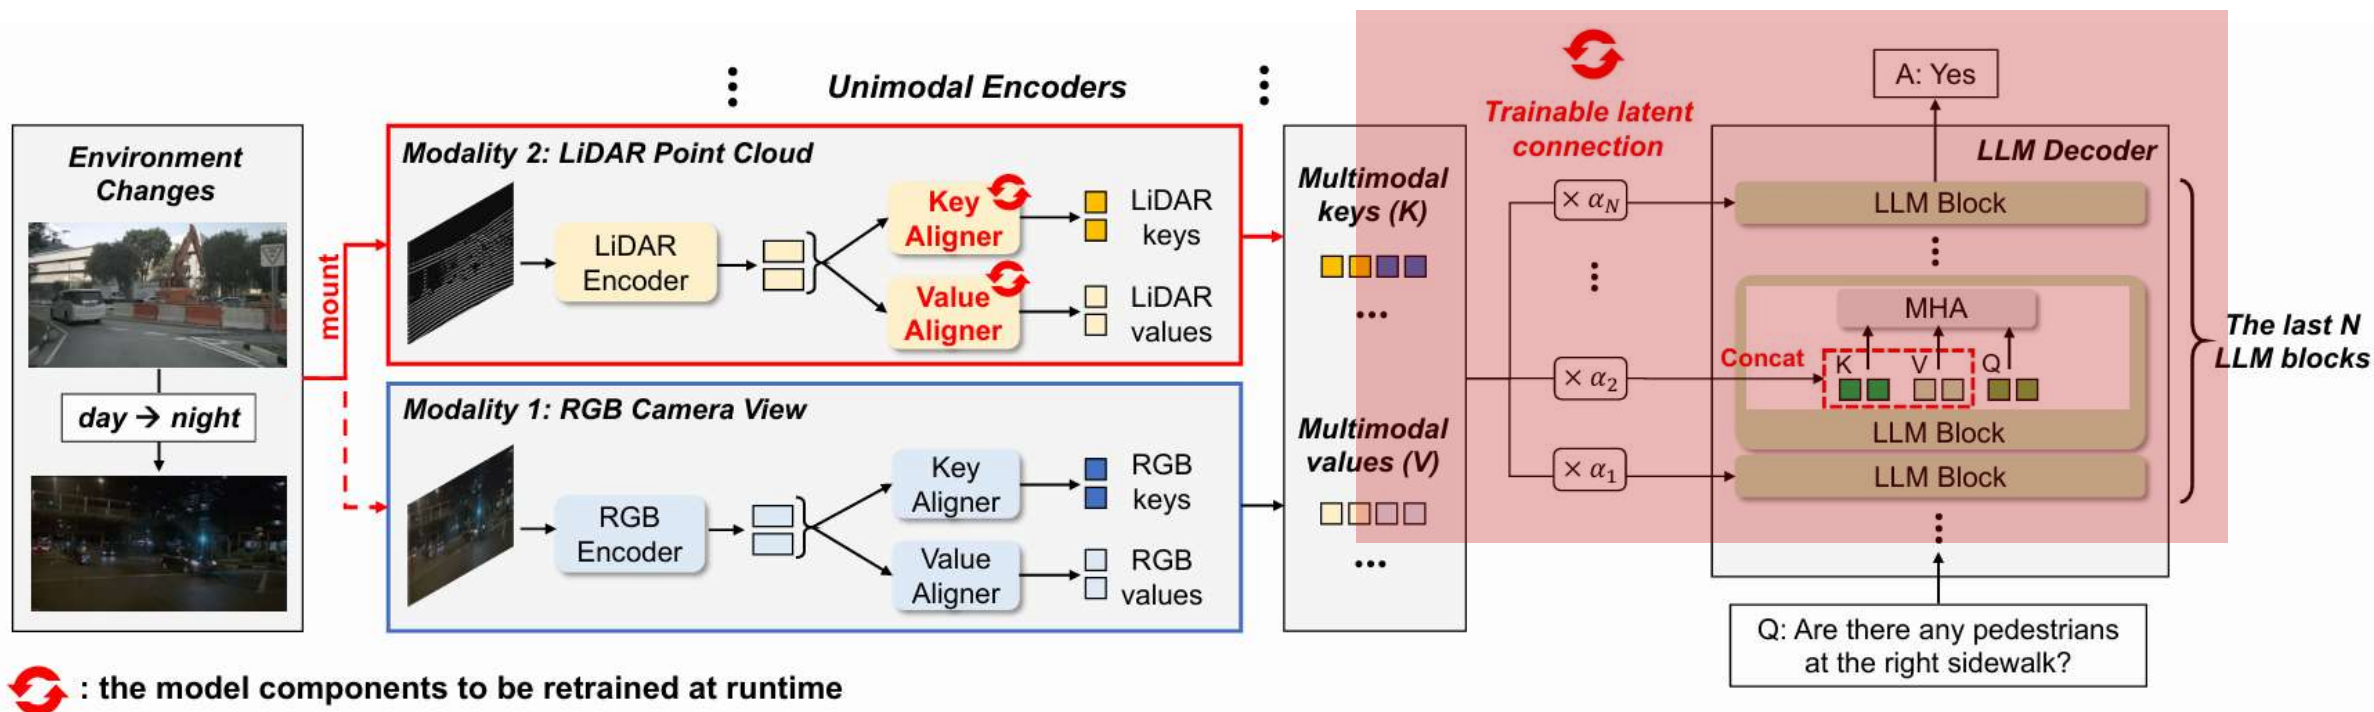 Environment
Changes
day → night
mount
Unimodal Encoders
Modality 2: LiDAR Point Cloud
LiDAR
Encoder
Key
Aligner
Value
Aligner
LiDAR
keys
LiDAR
values
Modality 1: RGB Camera View
RGB
Encoder
Key
Aligner
Value
Aligner
RGB
keys
RGB
values
Multimodal
keys (K)
...
Multimodal
values (V)
...
Trainable latent
connection
× αN
× α2
× α1
A: Yes
LLM Decoder
LLM Block
MHA
Concat
K V Q
LLM Block
LLM Block
The last N
LLM blocks
Q: Are there any pedestrians
at the right sidewalk?
: the model components to be retrained at runtime